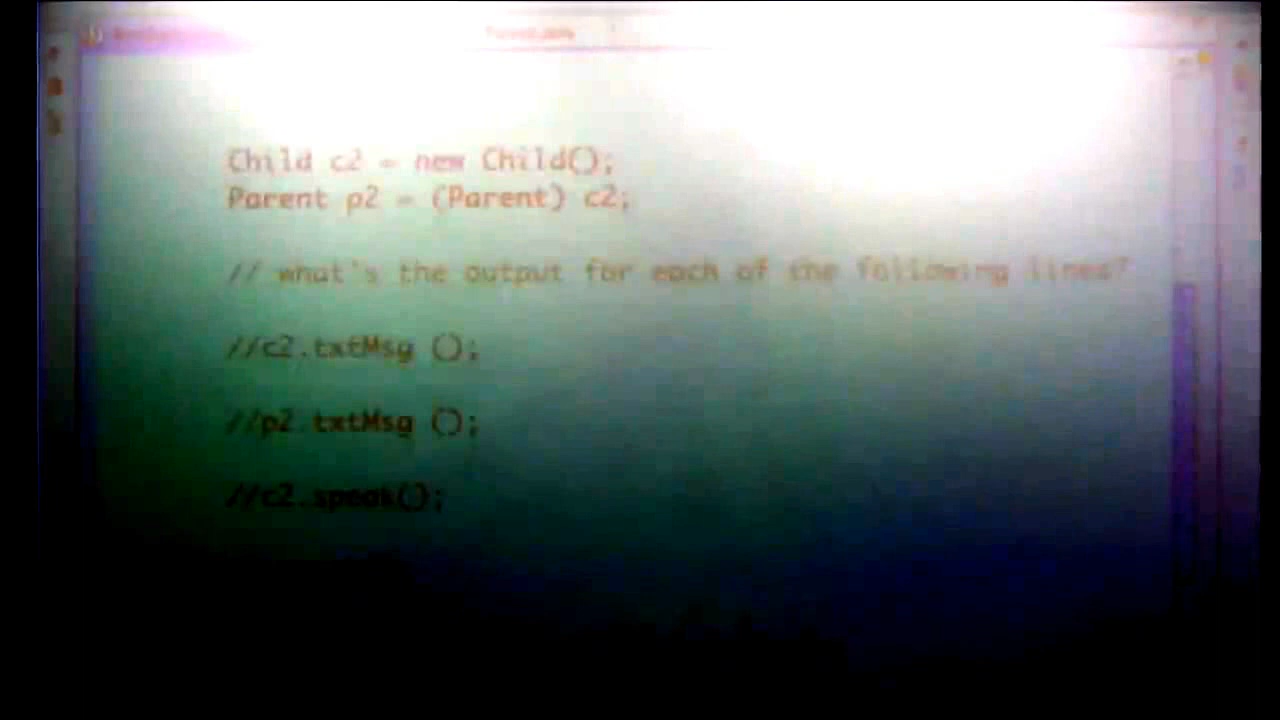 Child c2 = new Child();
Parent p2 = (Parent) c2;
// what's the output for each of the following lines?
//c2.txtMsg ();
//p2.txtMsg ();
//c2.speak();